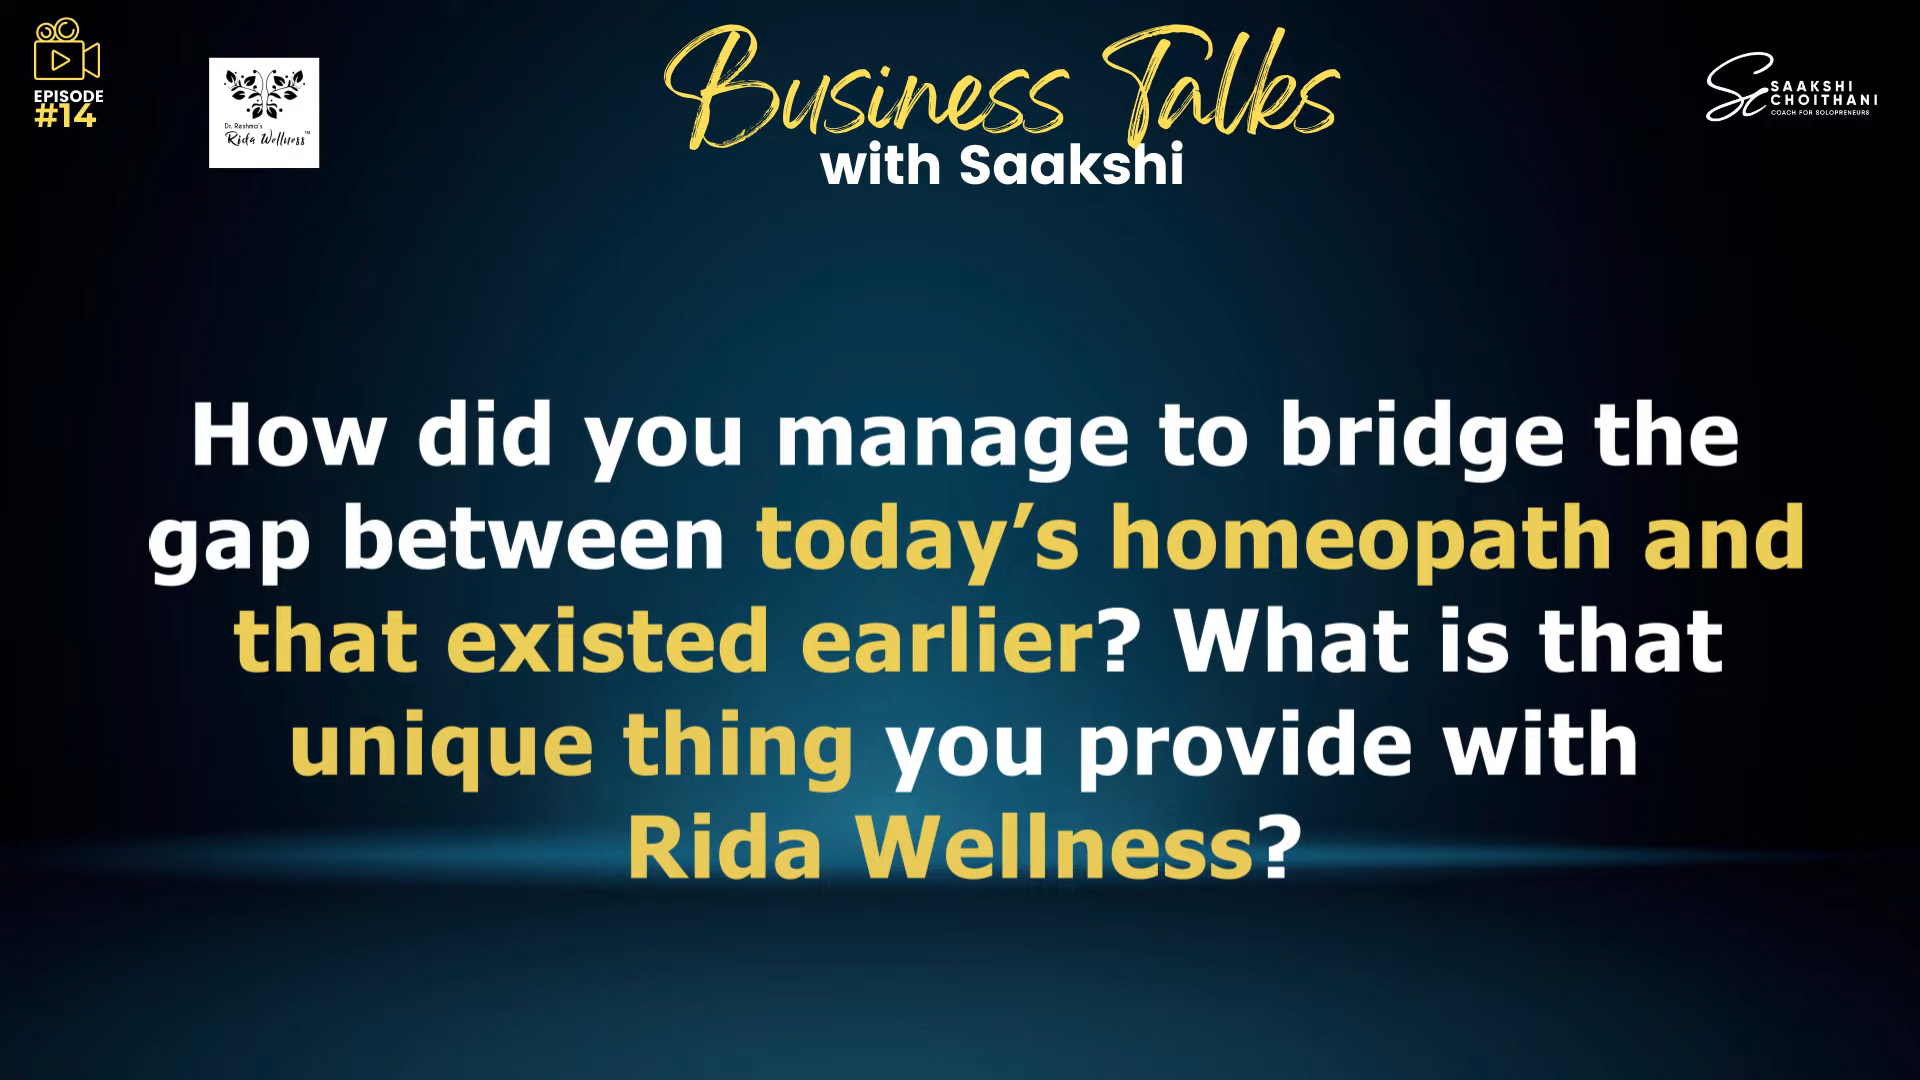 EPISODE
#14
Dr. Reshma's
Rida Wellness™
Business Talks
with Saakshi
SC SAAKSHI
CHOITHANI
COACH FOR SOLOPRENEURS
How did you manage to bridge the
gap between today’s homeopath and
that existed earlier? What is that
unique thing you provide with
Rida Wellness?